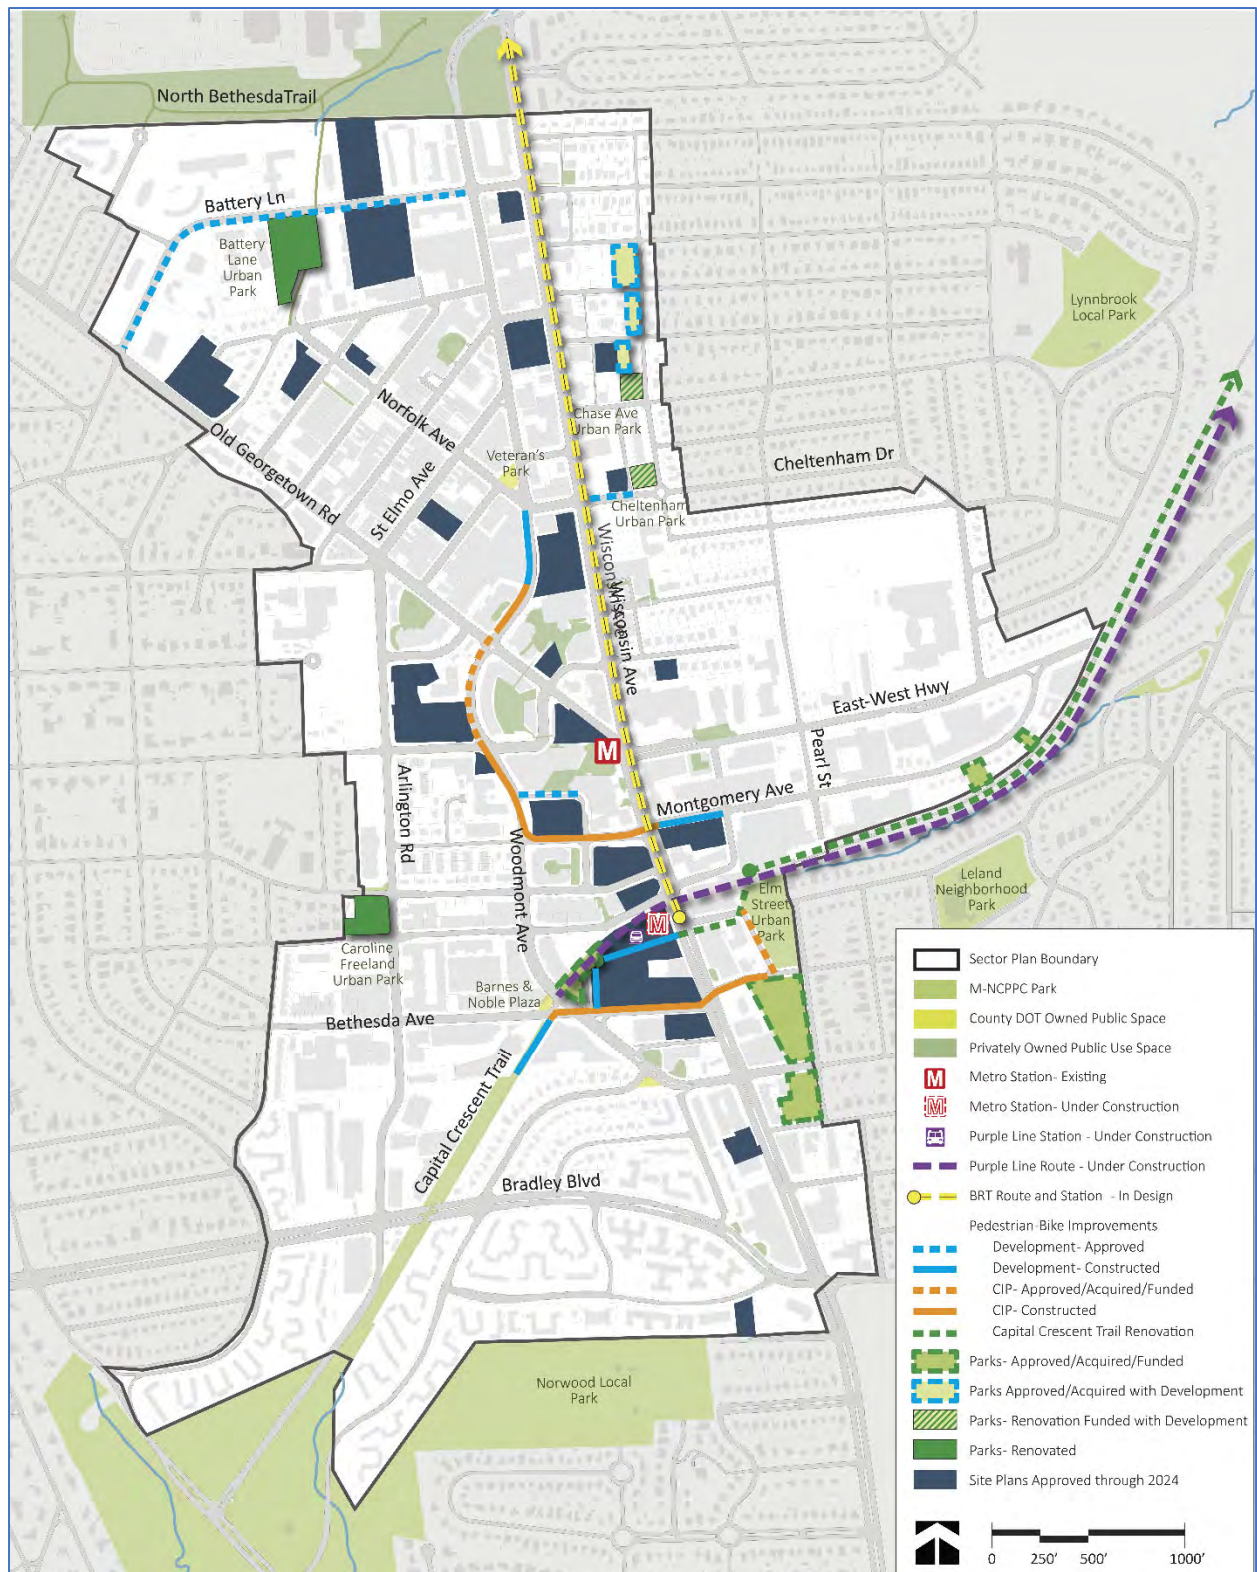 North BethesdaTrail
Battery Ln
Battery
Lane
Urban
Park
Lynnbrook
Local Park
Norfolk Ave
Chase Ave
Urban Park
Old Georgetown Rd
St Elmo Ave
Veteran's
Park
Cheltenham Dr
Cheltenham
Urban Park
Wisconsin Ave
Wisconsin Ave
East-West Hwy
Pearl St
M
Montgomery Ave
Arlington Rd
Woodmont Ave
Elm
Street
Urban
Park
Leland
Neighborhood
Park
M
Caroline
Freeland
Urban Park
Barnes &
Noble Plaza
Bethesda Ave
Capital Crescent Trail
Bradley Blvd
Norwood Local
Park
Sector Plan Boundary
M-NCPPC Park
County DOT Owned Public Space
Privately Owned Public Use Space
M Metro Station- Existing
M Metro Station- Under Construction
Purple Line Station - Under Construction
Purple Line Route - Under Construction
BRT Route and Station - In Design
Pedestrian-Bike Improvements
Development- Approved
Development- Constructed
CIP- Approved/Acquired/Funded
CIP- Constructed
Capital Crescent Trail Renovation
Parks- Approved/Acquired/Funded
Parks Approved/Acquired with Development
Parks- Renovation Funded with Development
Parks- Renovated
Site Plans Approved through 2024
0 250' 500' 1000'